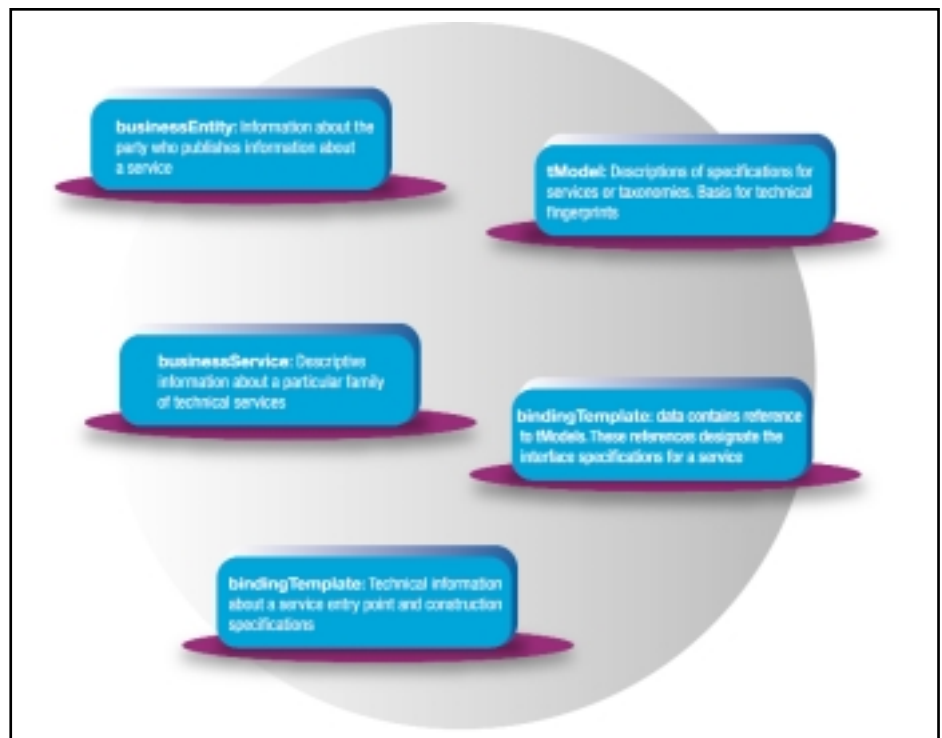 businessEntity: Information about the
party who publishes information about
a service
tModel: Descriptions of specifications for
services or taxonomies. Basis for technical
fingerprints
businessService: Descriptive
information about a particular family
of technical services
bindingTemplate: data contains reference
to tModels. These references designate the
interface specifications for a service
bindingTemplate: Technical information
about a service entry point and construction
specifications